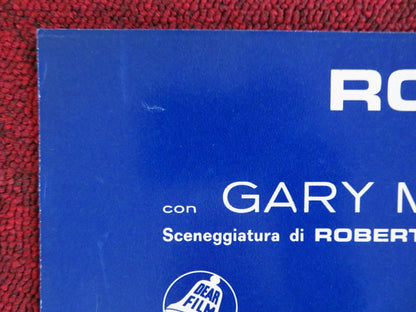 RO
con GARY M
Sceneggiatura di ROBERT
DEAR
FILM